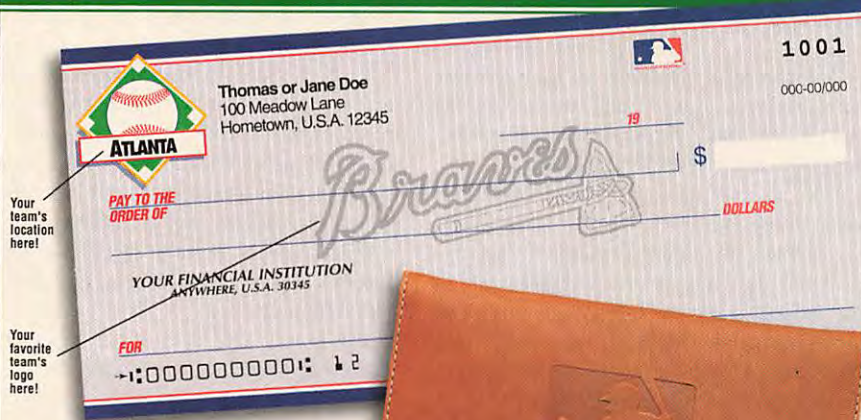 1001
Thomas or Jane Doe
100 Meadow Lane
Hometown, U.S.A. 12345
000-00/000
ATLANTA
19
Braves
$
PAY TO THE
ORDER OF
DOLLARS
Your
team's
location
here!
YOUR FINANCIAL INSTITUTION
ANYWHERE, U.S.A. 30345
Your
favorite
team's
logo
here!
FOR
⑆000000000⑆ 12